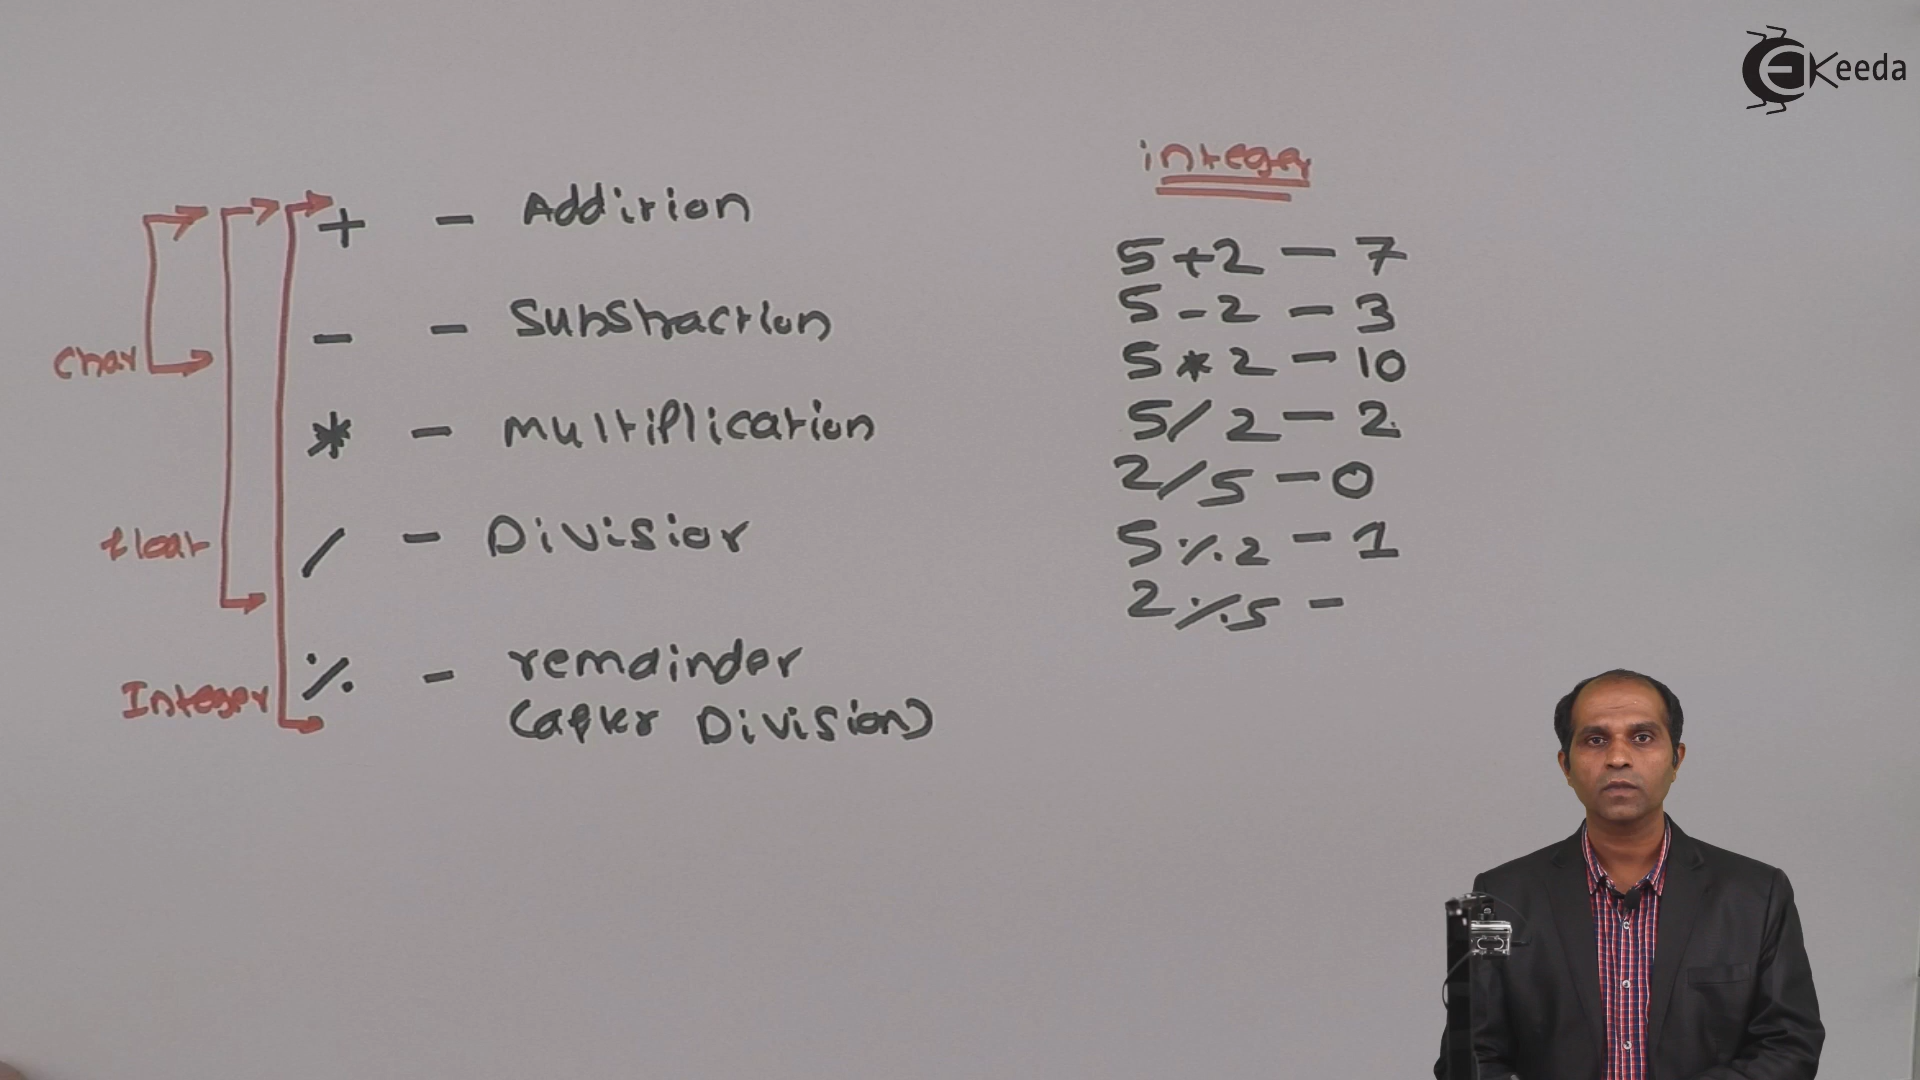 EKeeda
+ - Addition
- - Substraction
* - Multiplication
/ - Division
% - remainder
(after Division)
char
float
Integer
integer
5+2 - 7
5-2 - 3
5*2 - 10
5/2 - 2
2/5 - 0
5%2 - 1
2%5 -